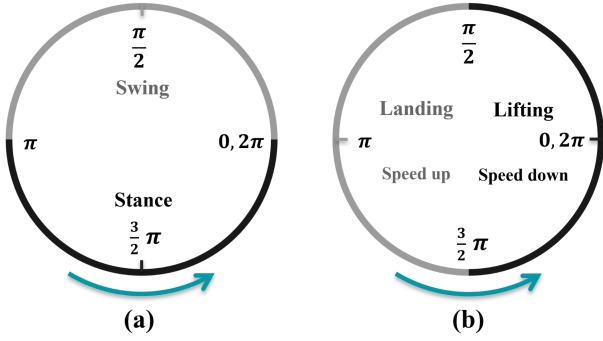 π/2
Swing
π 0, 2π
Stance
3/2 π
(a)
π/2
Landing Lifting
π 0, 2π
Speed up Speed down
3/2 π
(b)